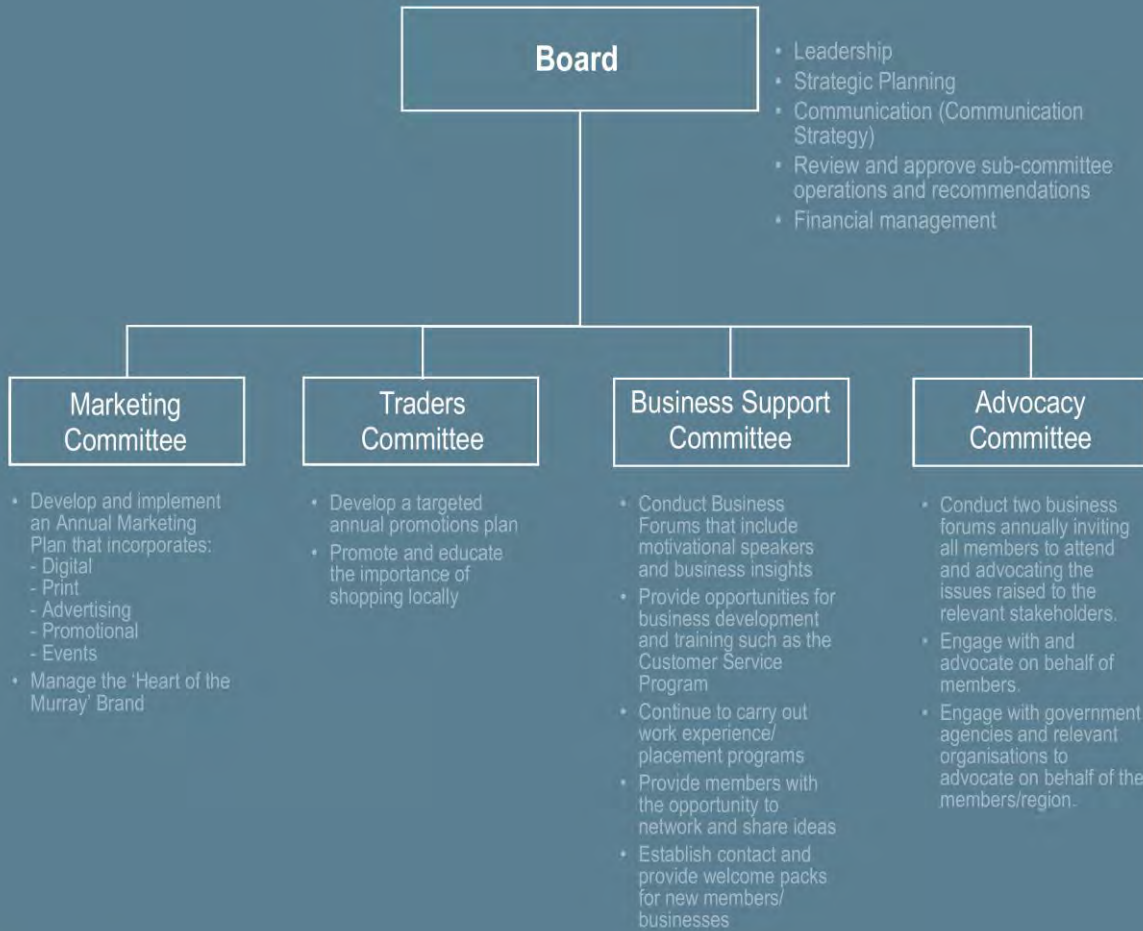 Board
• Leadership
• Strategic Planning
• Communication (Communication
Strategy)
• Review and approve sub-committee
operations and recommendations
• Financial management
Marketing
Committee
• Develop and implement
an Annual Marketing
Plan that incorporates:
- Digital
- Print
- Advertising
- Promotional
- Events
• Manage the ‘Heart of the
Murray’ Brand
Traders
Committee
• Develop a targeted
annual promotions plan
• Promote and educate
the importance of
shopping locally
Business Support
Committee
• Conduct Business
Forums that include
motivational speakers
and business insights
• Provide opportunities for
business development
and training such as the
Customer Service
Program
• Continue to carry out
work experience/
placement programs
• Provide members with
the opportunity to
network and share ideas
• Establish contact and
provide welcome packs
for new members/
businesses
Advocacy
Committee
• Conduct two business
forums annually inviting
all members to attend
and advocating the
issues raised to the
relevant stakeholders.
• Engage with and
advocate on behalf of
members.
• Engage with government
agencies and relevant
organisations to
advocate on behalf of the
members/region.